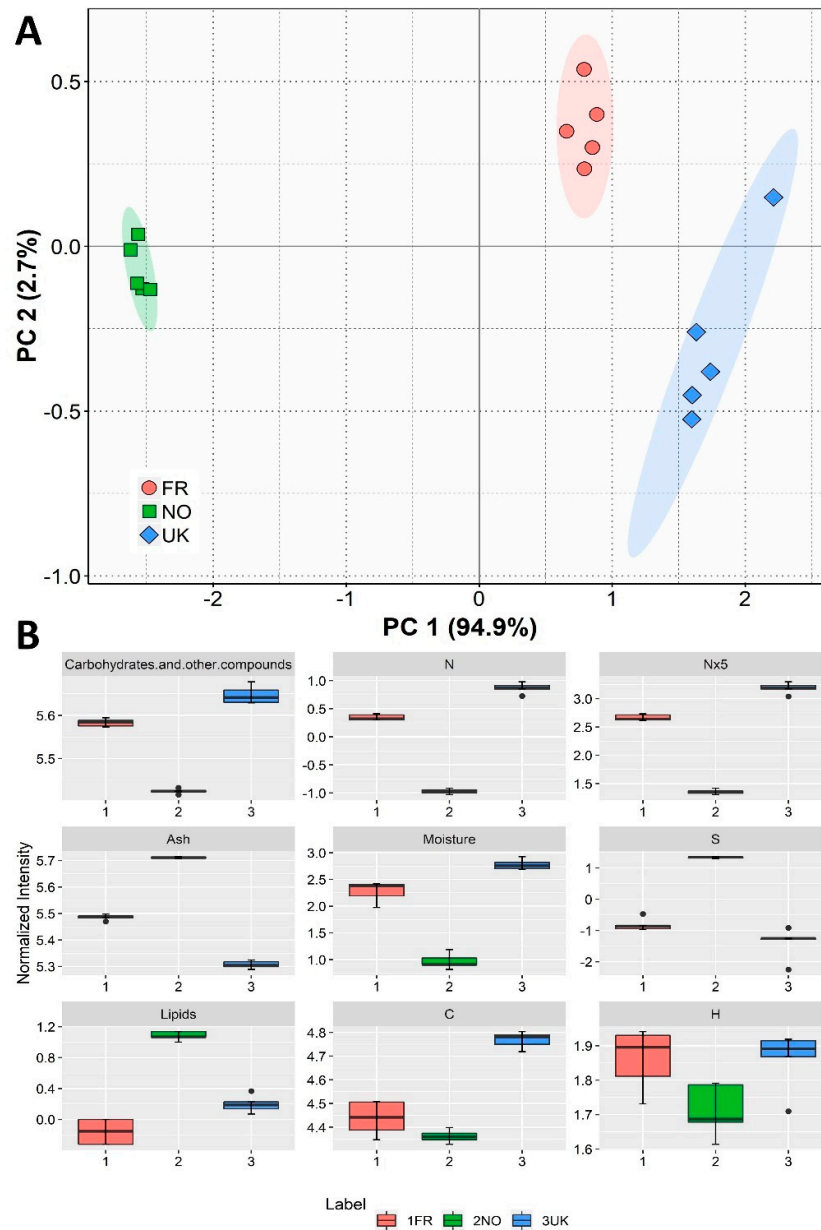 A
PC 2 (2.7%)
0.5
0.0
-0.5
-1.0
FR
NO
UK
-2 -1 0 1 2
PC 1 (94.9%)
B
Normalized Intensity
Carbohydrates.and.other.compounds N Nx5
5.6
5.5
1 2 3
1.0
0.5
0.0
-0.5
-1.0
1 2 3
3.0
2.5
2.0
1.5
1 2 3
Ash Moisture S
5.7
5.5
5.3
1 2 3
3.0
2.5
2.0
1.5
1.0
1 2 3
1
0
-1
-2
1 2 3
Lipids C H
1.2
0.8
0.4
0.0
1 2 3
4.8
4.7
4.6
4.5
4.4
1 2 3
1.9
1.8
1.7
1.6
1 2 3
Label
1FR 2NO 3UK